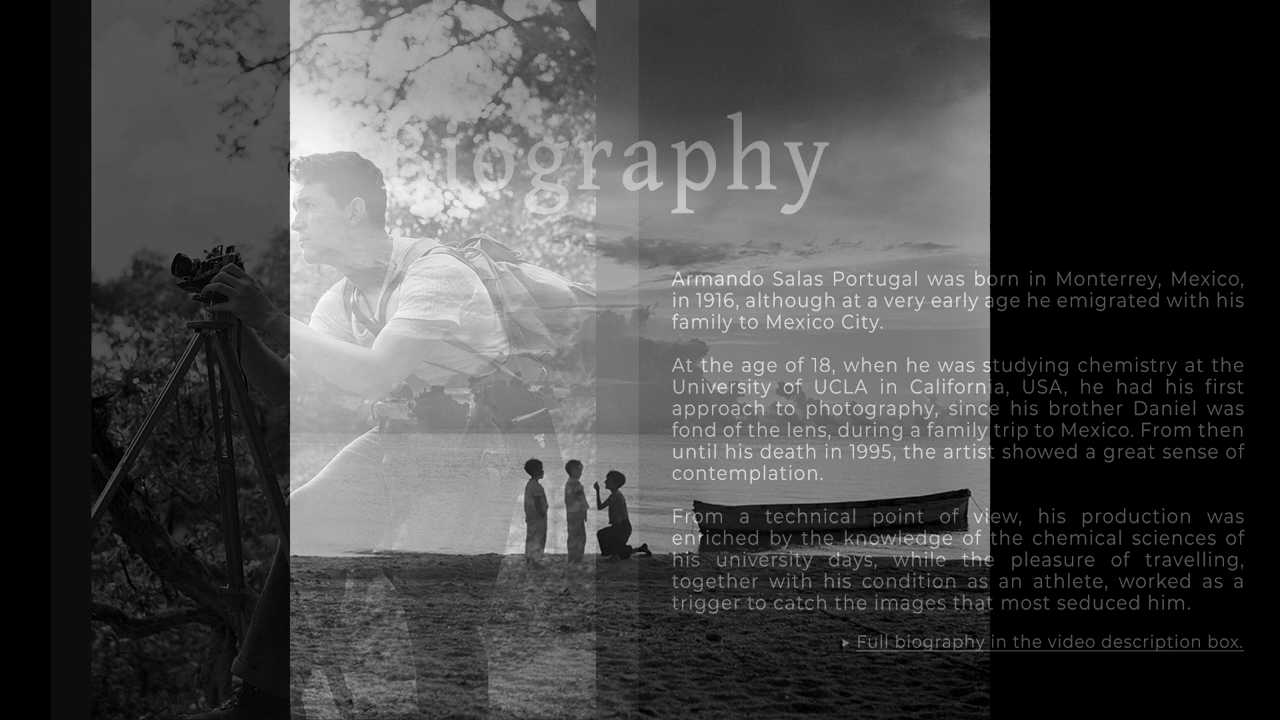 Biography
Armando Salas Portugal was born in Monterrey, Mexico,
in 1916, although at a very early age he emigrated with his
family to Mexico City.
At the age of 18, when he was studying chemistry at the
University of UCLA in California, USA, he had his first
approach to photography, since his brother Daniel was
fond of the lens, during a family trip to Mexico. From then
until his death in 1995, the artist showed a great sense of
contemplation.
From a technical point of view, his production was
enriched by the knowledge of the chemical sciences of
his university days, while the pleasure of travelling,
together with his condition as an athlete, worked as a
trigger to catch the images that most seduced him.
▸ Full biography in the video description box.